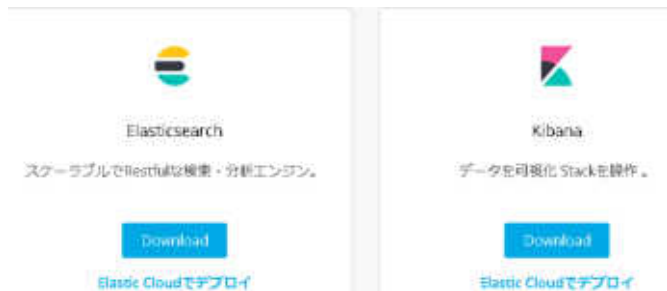 Elasticsearch
スケーラブルでRestfulな検索・分析エンジン。
Download
Elastic Cloudでデプロイ
Kibana
データを可視化 Stackを操作 。
Download
Elastic Cloudでデプロイ